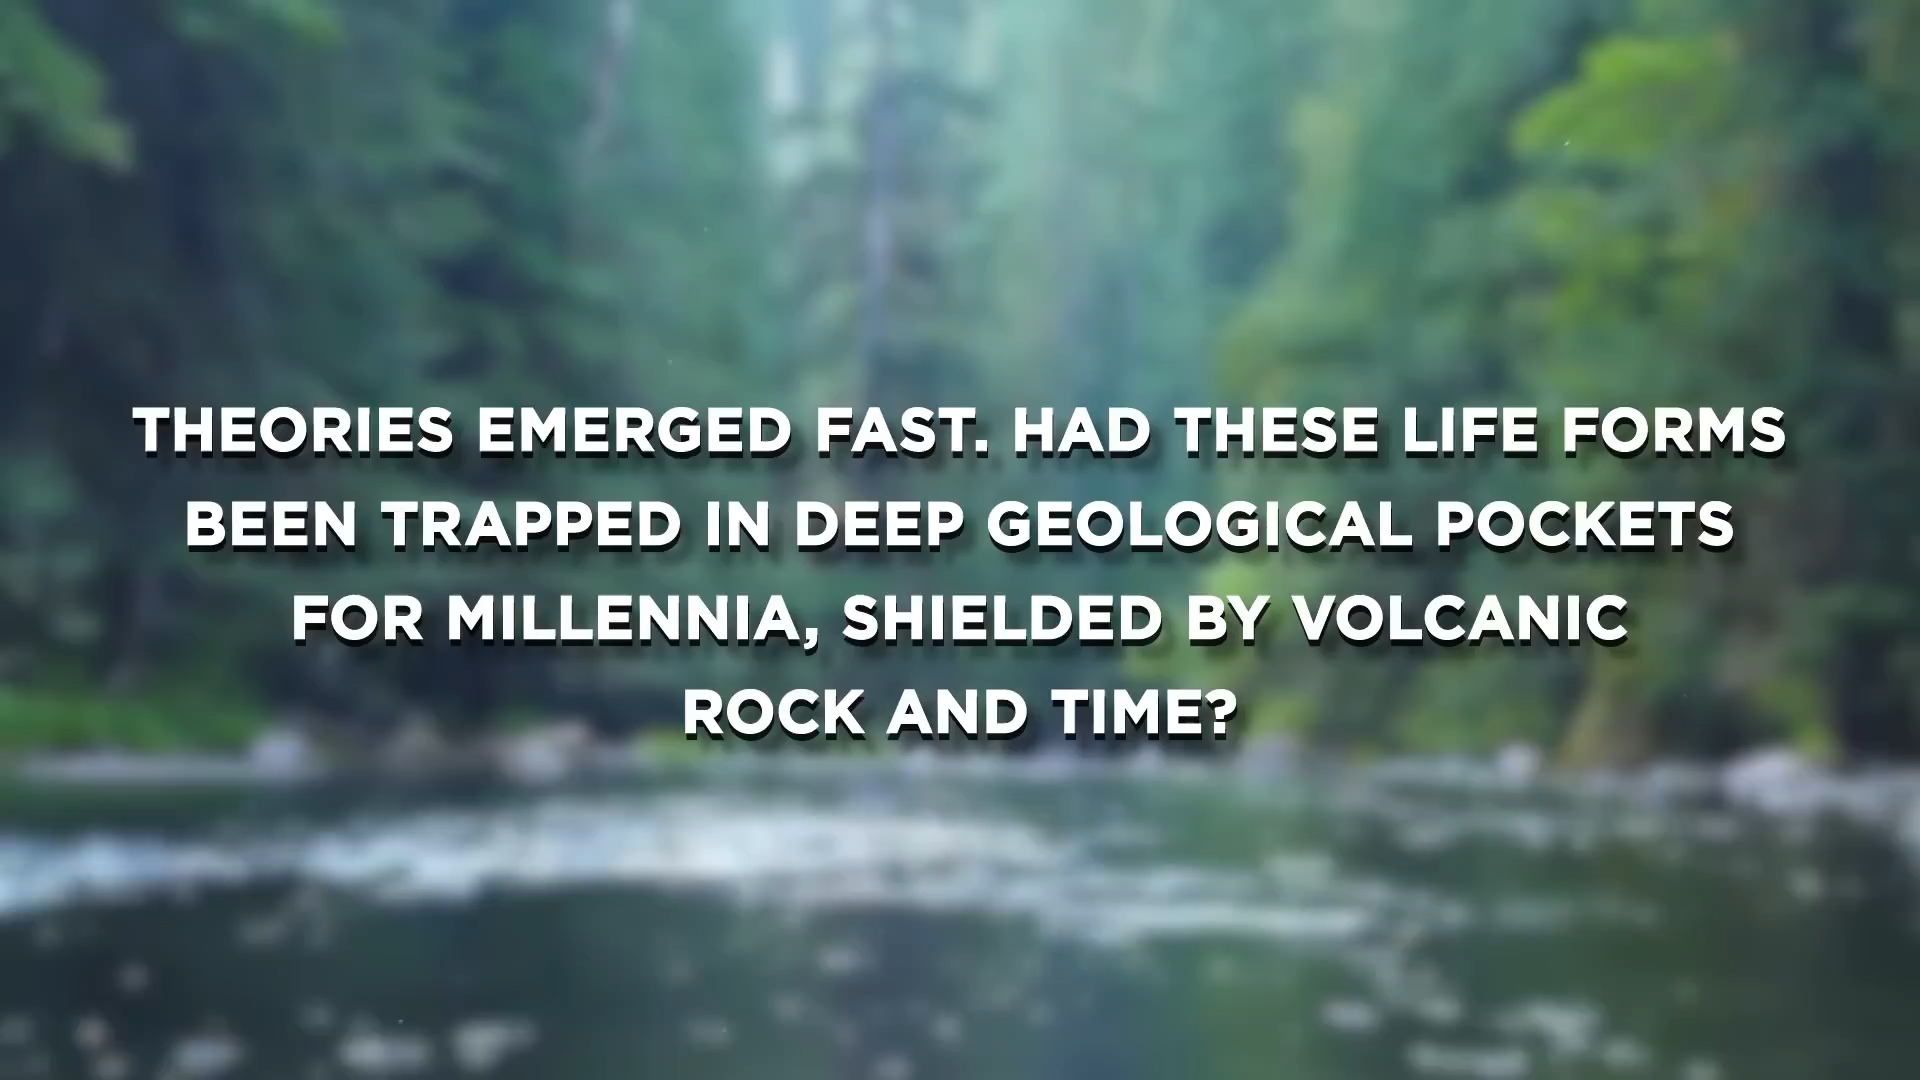 THEORIES EMERGED FAST. HAD THESE LIFE FORMS
BEEN TRAPPED IN DEEP GEOLOGICAL POCKETS
FOR MILLENNIA, SHIELDED BY VOLCANIC
ROCK AND TIME?